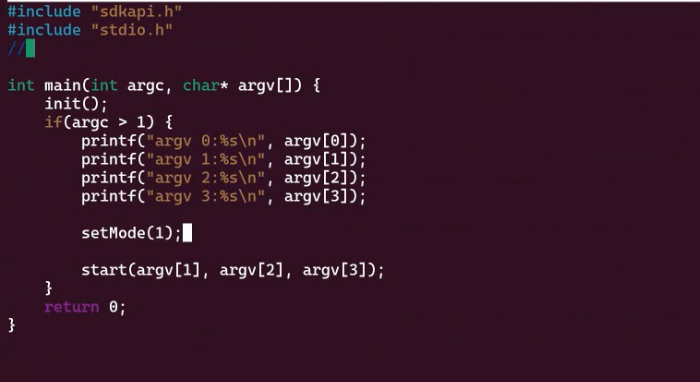 #include "sdkapi.h"
#include "stdio.h"
//
int main(int argc, char* argv[]) {
    init();
    if(argc > 1) {
        printf("argv 0:%s\n", argv[0]);
        printf("argv 1:%s\n", argv[1]);
        printf("argv 2:%s\n", argv[2]);
        printf("argv 3:%s\n", argv[3]);
        setMode(1);
        start(argv[1], argv[2], argv[3]);
    }
    return 0;
}